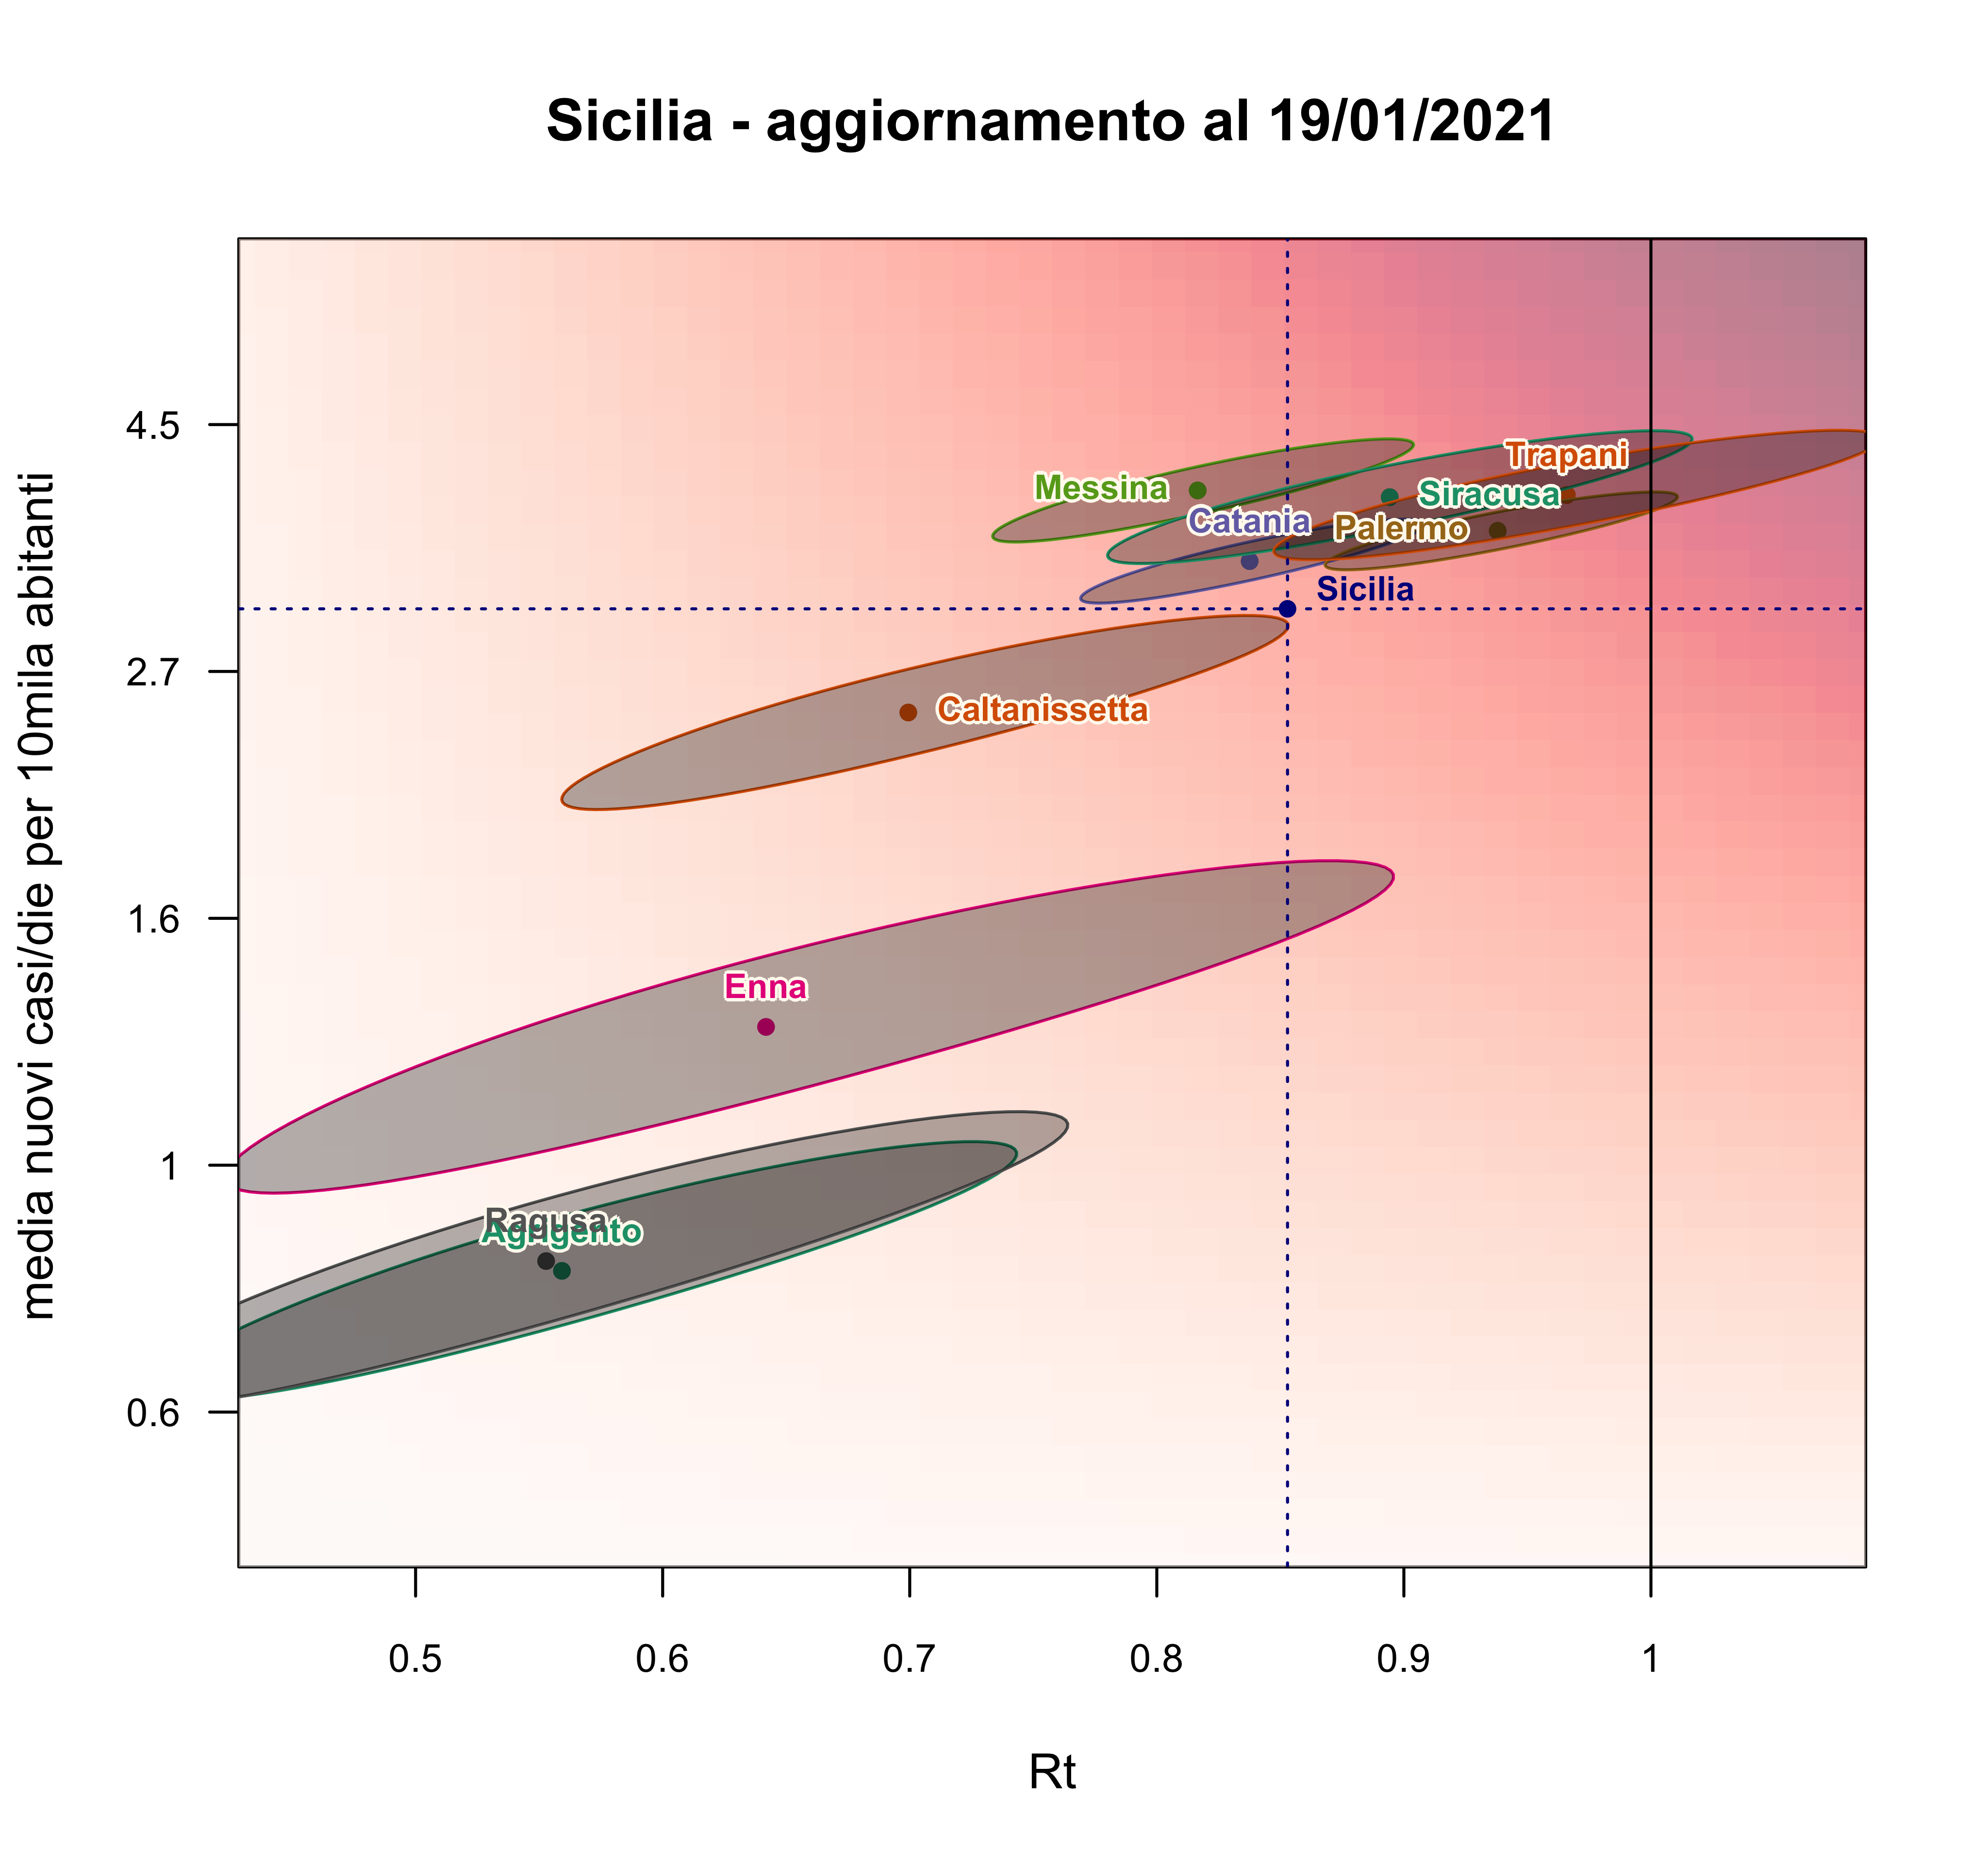 Sicilia - aggiornamento al 19/01/2021
media nuovi casi/die per 10mila abitanti
4.5
2.7
1.6
1
0.6
Trapani
Messina
Siracusa
Catania
Palermo
Sicilia
Caltanissetta
Enna
Ragusa
Agrigento
0.5 0.6 0.7 0.8 0.9 1
Rt